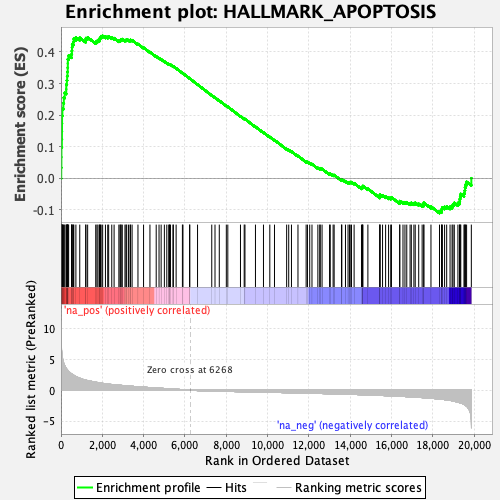 Enrichment plot: HALLMARK_APOPTOSIS
Enrichment score (ES)
0.4
0.3
0.2
0.1
0.0
-0.1
'na_pos' (positively correlated)
Ranked list metric (PreRanked)
10
5
0
-5
Zero cross at 6268
'na_neg' (negatively correlated)
0
2,000
4,000
6,000
8,000
10,000
12,000
14,000
16,000
18,000
20,000
Rank in Ordered Dataset
Enrichment profile
Hits
Ranking metric scores